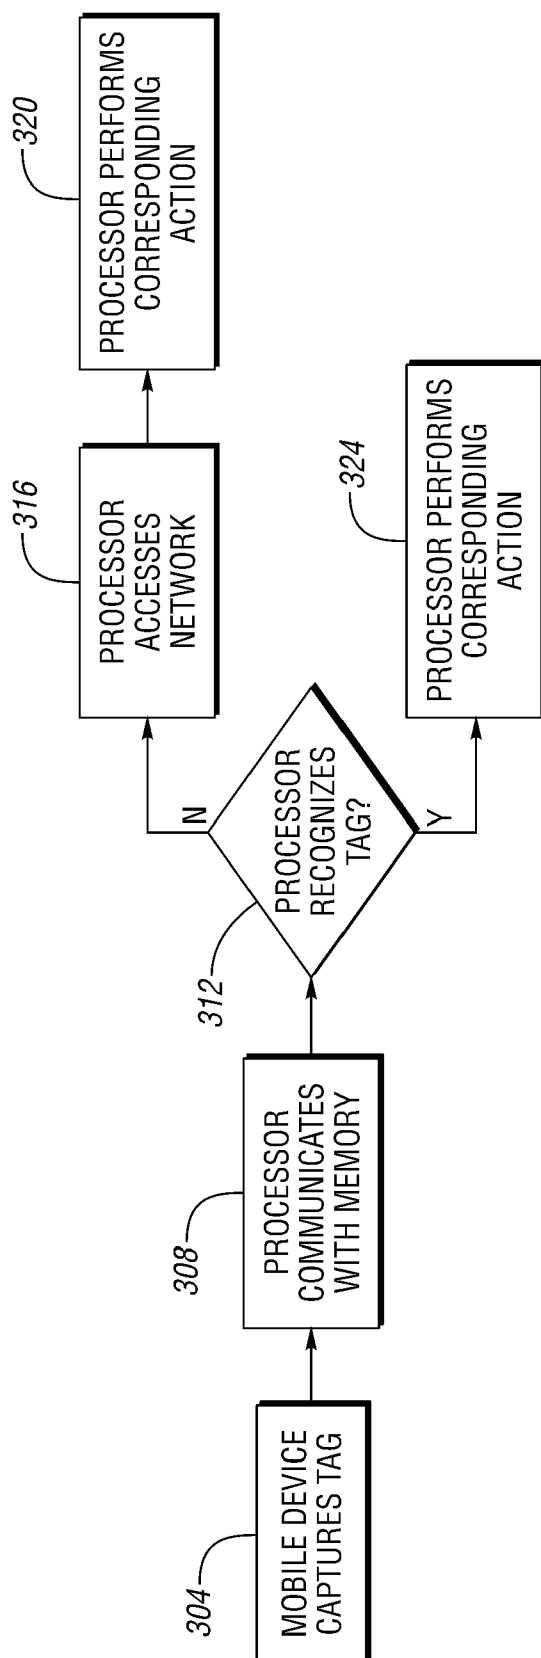 304
MOBILE DEVICE
CAPTURES TAG
308
PROCESSOR
COMMUNICATES
WITH MEMORY
312
PROCESSOR
RECOGNIZES
TAG?
N
316
PROCESSOR
ACCESSES
NETWORK
320
PROCESSOR PERFORMS
CORRESPONDING
ACTION
Y
324
PROCESSOR PERFORMS
CORRESPONDING
ACTION